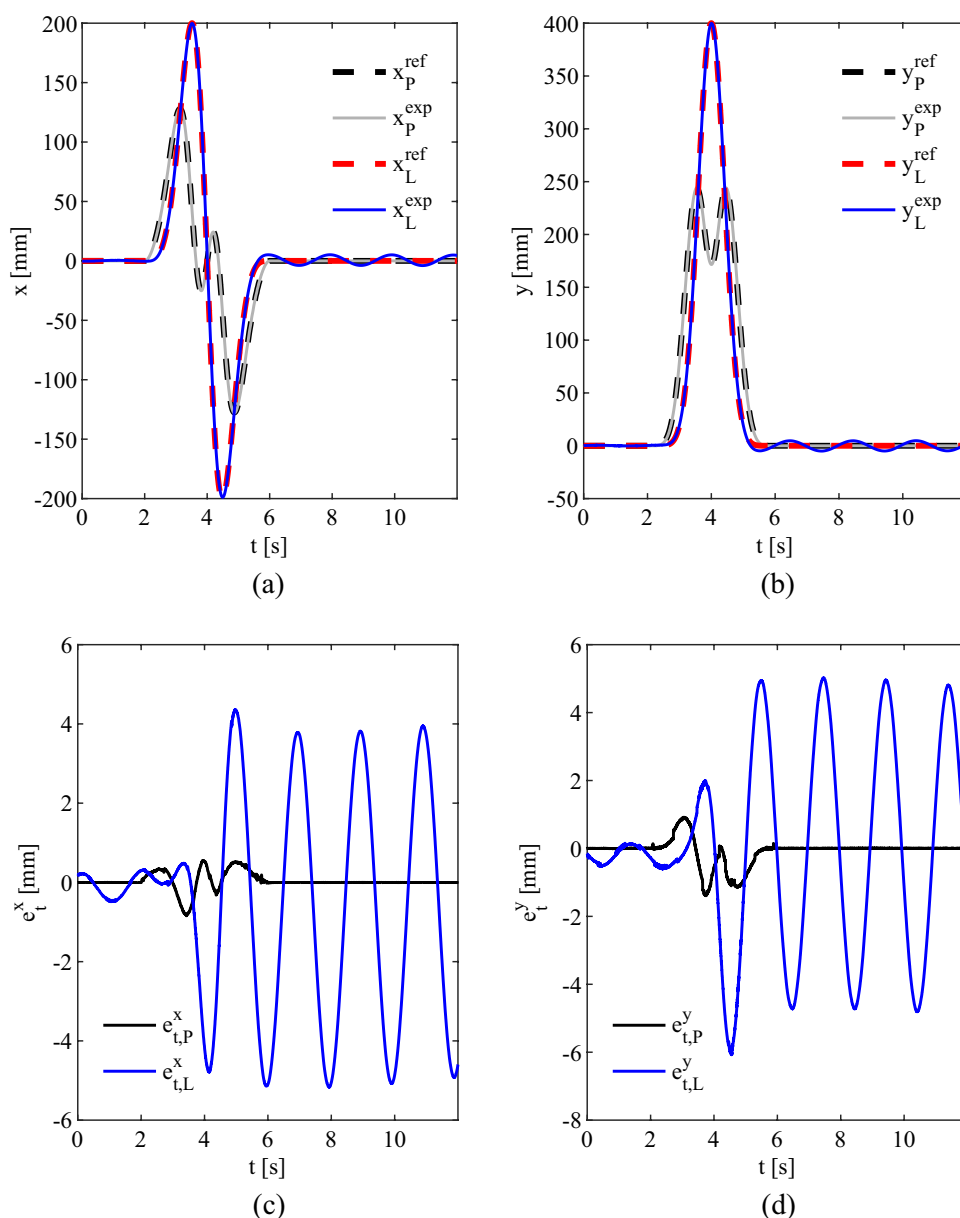 200
150
100
50
0
-50
-100
-150
-200
x [mm]
x_P^ref
x_P^exp
x_L^ref
x_L^exp
0 2 4 6 8 10
t [s]
(a)
400
350
300
250
200
150
100
50
0
-50
y [mm]
y_P^ref
y_P^exp
y_L^ref
y_L^exp
0 2 4 6 8 10
t [s]
(b)
6
4
2
0
-2
-4
-6
e_t^x [mm]
e_{t,P}^x
e_{t,L}^x
0 2 4 6 8 10
t [s]
(c)
6
4
2
0
-2
-4
-6
-8
e_t^y [mm]
e_{t,P}^y
e_{t,L}^y
0 2 4 6 8 10
t [s]
(d)